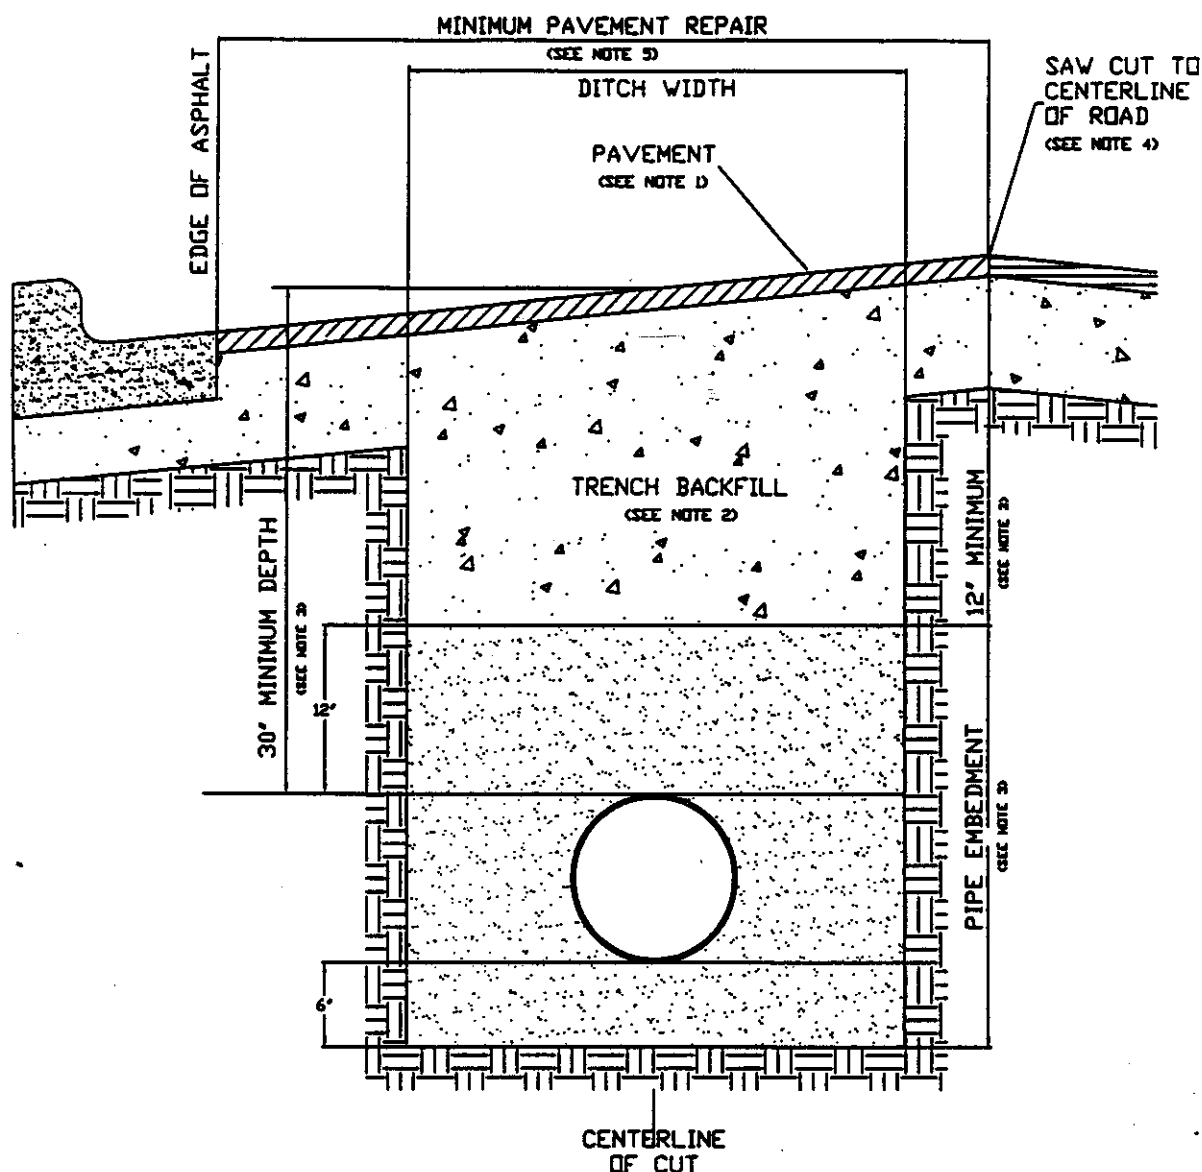 MINIMUM PAVEMENT REPAIR
(SEE NOTE 5)
DITCH WIDTH
EDGE OF ASPHALT
SAW CUT TO
CENTERLINE
OF ROAD
(SEE NOTE 4)
PAVEMENT
(SEE NOTE 1)
TRENCH BACKFILL
(SEE NOTE 2)
30" MINIMUM DEPTH
(SEE NOTE 3)
12"
12" MINIMUM
(SEE NOTE 2)
PIPE EMBEDMENT
(SEE NOTE 3)
6"
CENTERLINE
OF CUT